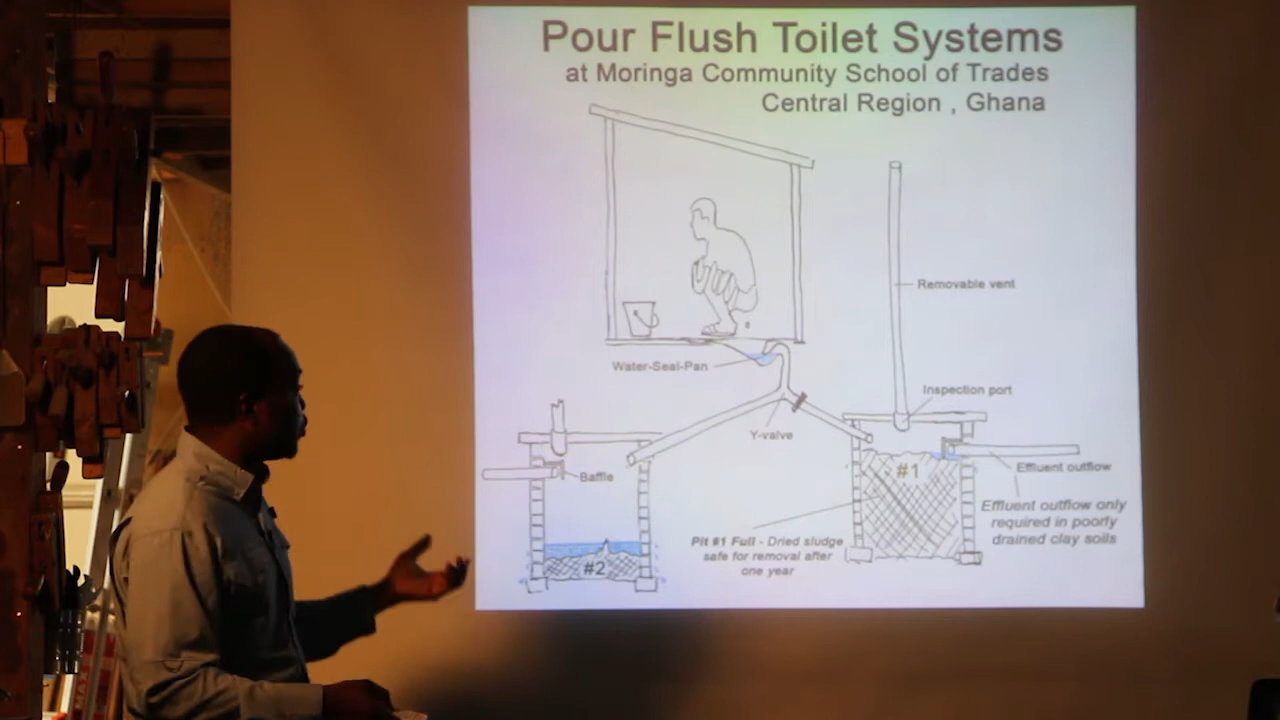 Pour Flush Toilet Systems
at Moringa Community School of Trades
Central Region , Ghana
Removable vent
Water-Seal-Pan
Inspection port
Y-valve
Baffle
#1
Effluent outflow
Effluent outflow only
required in poorly
drained clay soils
Pit #1 Full - Dried sludge
safe for removal after
one year
#2